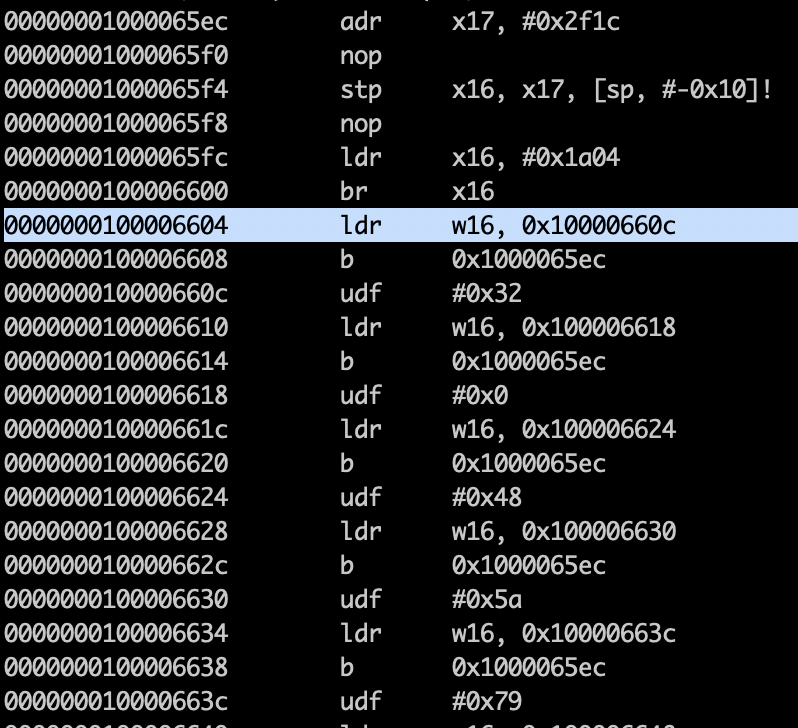 00000001000065ec adr x17, #0x2f1c
00000001000065f0 nop
00000001000065f4 stp x16, x17, [sp, #-0x10]!
00000001000065f8 nop
00000001000065fc ldr x16, #0x1a04
0000000100006600 br x16
0000000100006604 ldr w16, 0x10000660c
0000000100006608 b 0x1000065ec
000000010000660c udf #0x32
0000000100006610 ldr w16, 0x100006618
0000000100006614 b 0x1000065ec
0000000100006618 udf #0x0
000000010000661c ldr w16, 0x100006624
0000000100006620 b 0x1000065ec
0000000100006624 udf #0x48
0000000100006628 ldr w16, 0x100006630
000000010000662c b 0x1000065ec
0000000100006630 udf #0x5a
0000000100006634 ldr w16, 0x10000663c
0000000100006638 b 0x1000065ec
000000010000663c udf #0x79